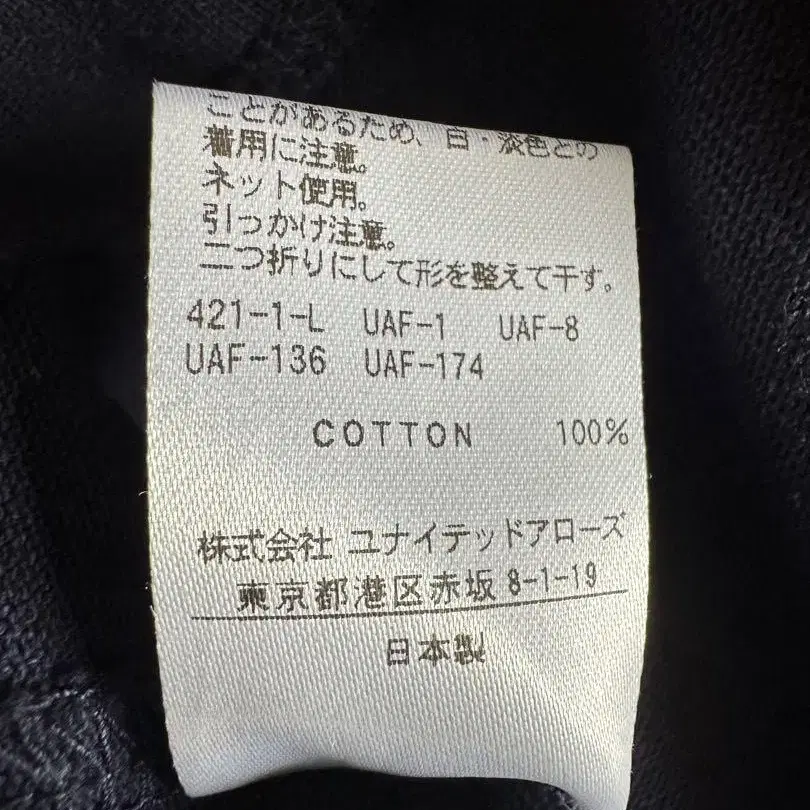 ことがあるため、白・淡色との
着用に注意。
ネット使用。
引っかけ注意。
二つ折りにして形を整えて干す。
421-1-L UAF-1 UAF-8
UAF-136 UAF-174
COTTON 100%
株式会社 ユナイテッドアローズ
東京都港区赤坂 8-1-19
日本製